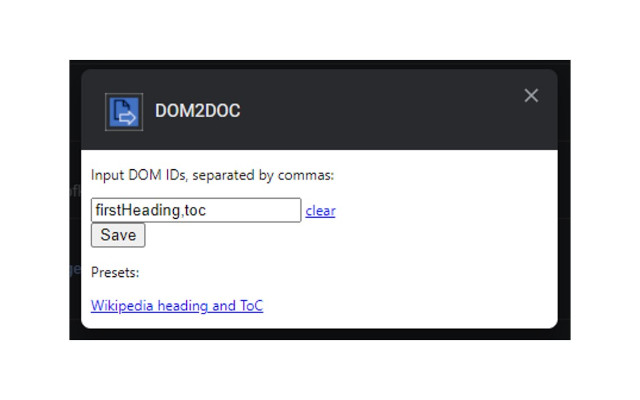 DOM2DOC
Input DOM IDs, separated by commas:
firstHeading,toc clear
Save
Presets:
Wikipedia heading and ToC